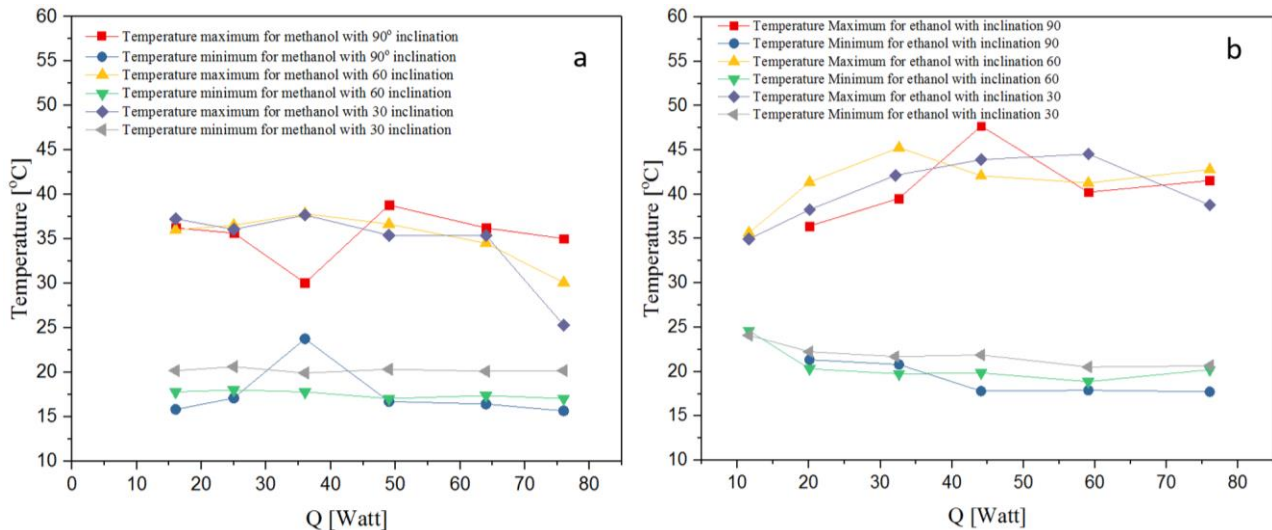 60
55
50
45
40
35
30
25
20
15
10
Temperature [°C]
Temperature maximum for methanol with 90° inclination
Temperature minimum for methanol with 90° inclination
Temperature maximum for methanol with 60 inclination
Temperature minimum for methanol with 60 inclination
Temperature maximum for methanol with 30 inclination
Temperature minimum for methanol with 30 inclination
a
0 10 20 30 40 50 60 70 80
Q [Watt]
60
55
50
45
40
35
30
25
20
15
10
Temperature [°C]
Temperature Maximum for ethanol with inclination 90
Temperature Minimum for ethanol with inclination 90
Temperature Maximum for ethanol with inclination 60
Temperature Minimum for ethanol with inclination 60
Temperature Maximum for ethanol with inclination 30
Temperature Minimum for ethanol with inclination 30
b
10 20 30 40 50 60 70 80
Q [Watt]